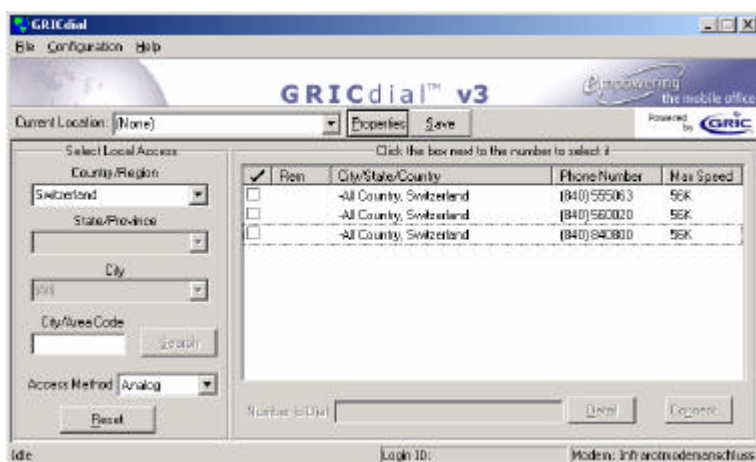 GRICdial
File Configuration Help
GRICdial™ v3
empowering
the mobile office
Current Location: (None) Properties Save
Powered by GRIC
Select Local Access
Click the box next to the number to select it
Country/Region
Switzerland
State/Province
City
(All)
City/Area Code
Search
Access Method Analog
Reset
Rem City/State/Country Phone Number Max Speed
-All Country, Switzerland (840)555063 56K
-All Country, Switzerland (840)560020 56K
-All Country, Switzerland (840)840800 56K
Number to Dial Detail Connect
Idle Login ID: Modem: Infrarotmodemanschluss